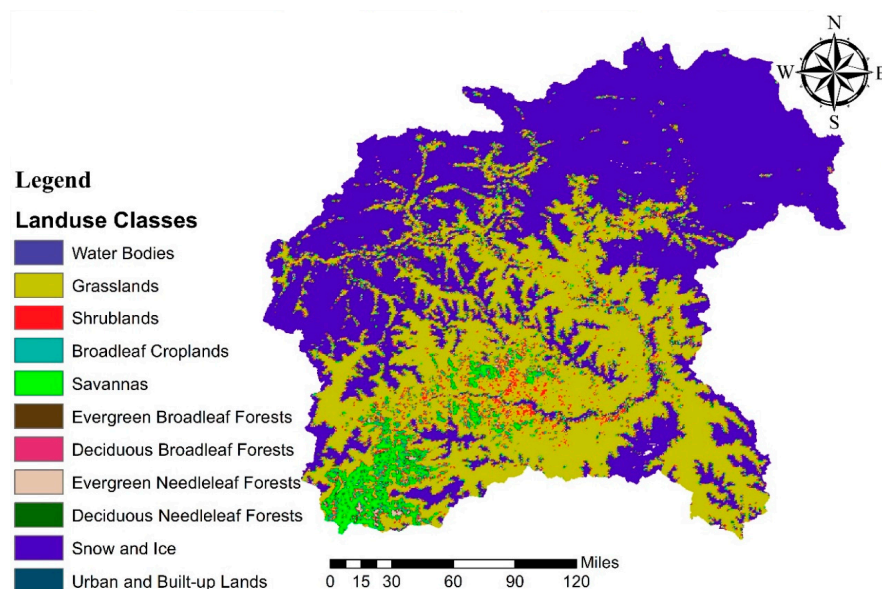 N
W E
S
Legend
Landuse Classes
Water Bodies
Grasslands
Shrublands
Broadleaf Croplands
Savannas
Evergreen Broadleaf Forests
Deciduous Broadleaf Forests
Evergreen Needleleaf Forests
Deciduous Needleleaf Forests
Snow and Ice
Urban and Built-up Lands
Miles
0 15 30 60 90 120